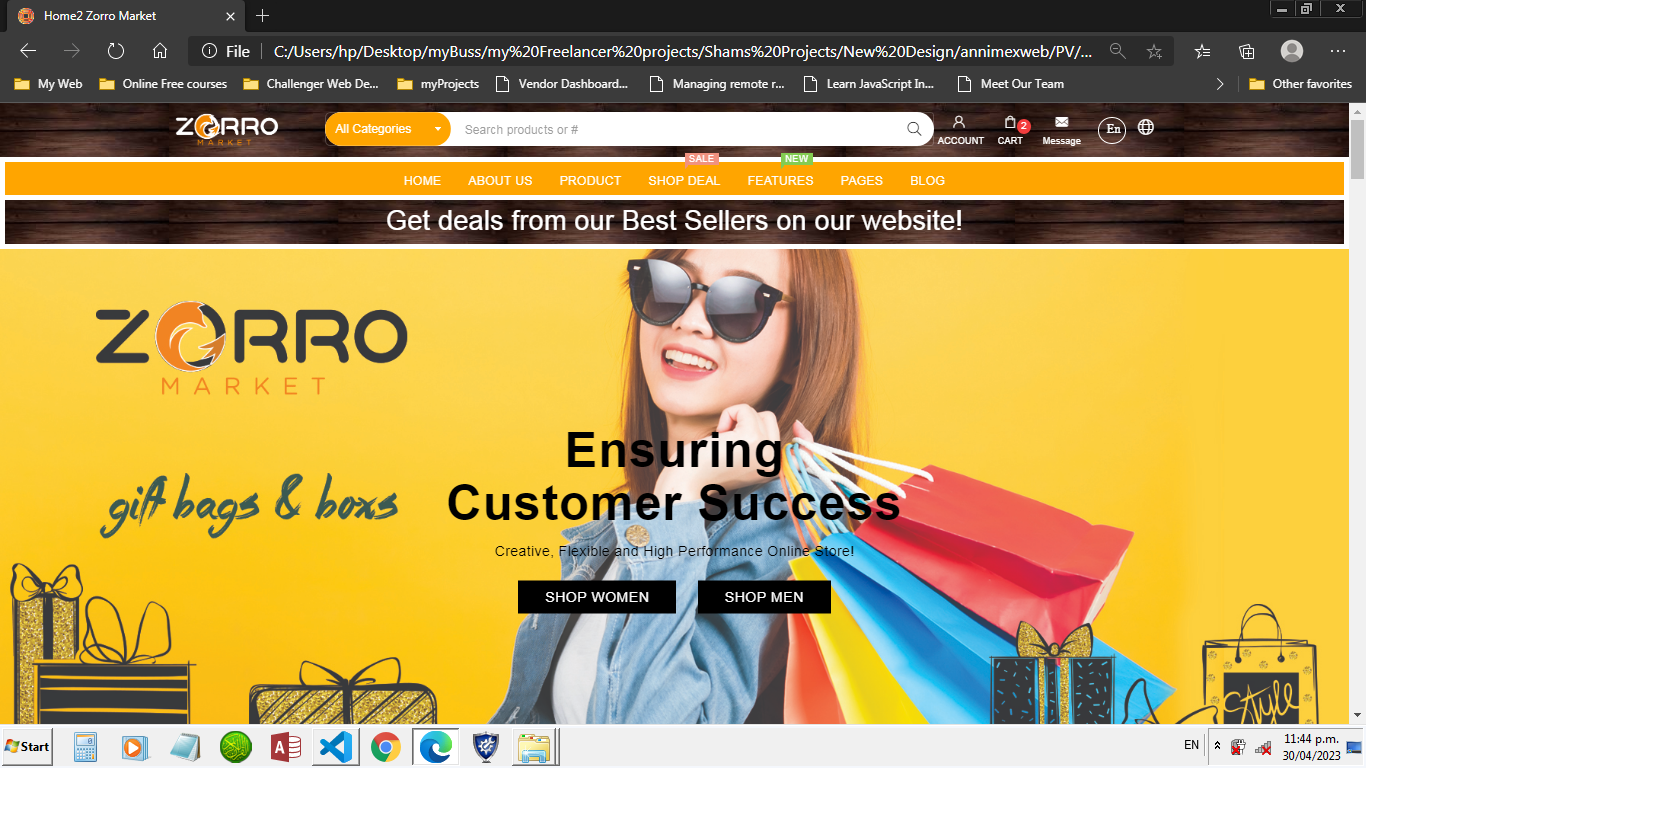 Home2 Zorro Market
File C:/Users/hp/Desktop/myBuss/my%20Freelancer%20projects/Shams%20Projects/New%20Design/annimexweb/PV/...
My Web Online Free courses Challenger Web De... myProjects Vendor Dashboard... Managing remote r... Learn JavaScript In... Meet Our Team Other favorites
ZORRO
MARKET
All Categories Search products or #
ACCOUNT CART 2 Message En
SALE NEW
HOME ABOUT US PRODUCT SHOP DEAL FEATURES PAGES BLOG
Get deals from our Best Sellers on our website!
ZORRO
MARKET
Ensuring
Customer Success
gift bags & boxs
Creative, Flexible and High Performance Online Store!
SHOP WOMEN SHOP MEN
Style
Start
EN
11:44 p.m.
30/04/2023